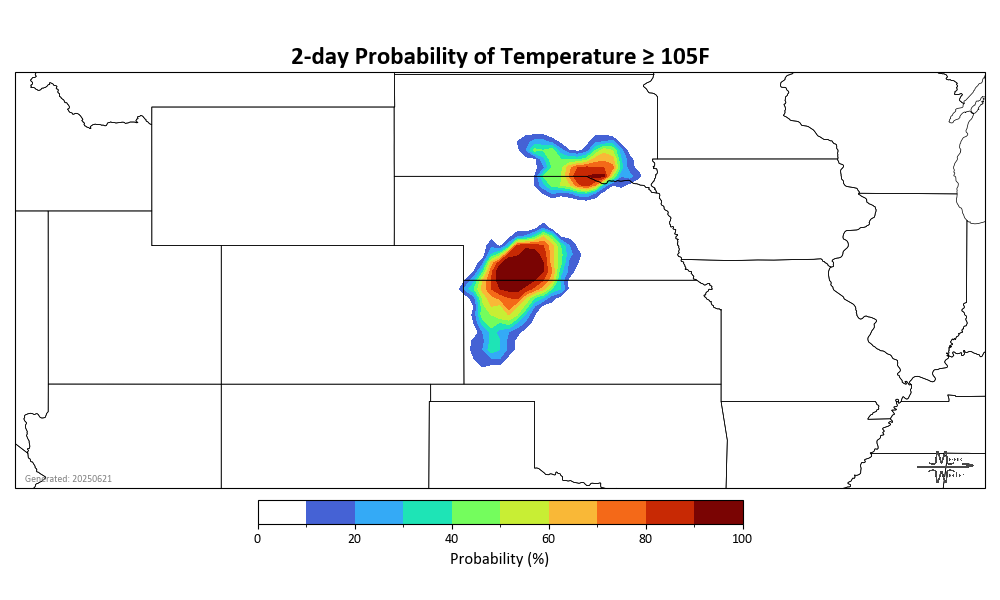 2-day Probability of Temperature ≥ 105F
Generated: 20250621
0 20 40 60 80 100
Probability (%)